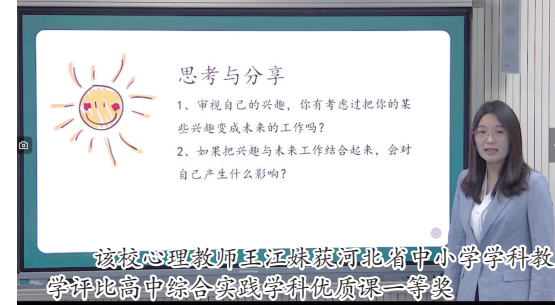 思考与分享
1、审视自己的兴趣，你有考虑过把你的某
些兴趣变成未来的工作吗？
2、如果把兴趣与未来工作结合起来，会对
自己产生什么影响？
该校心理教师王江妹获河北省中小学学科教
学评比高中综合实践学科优质课一等奖